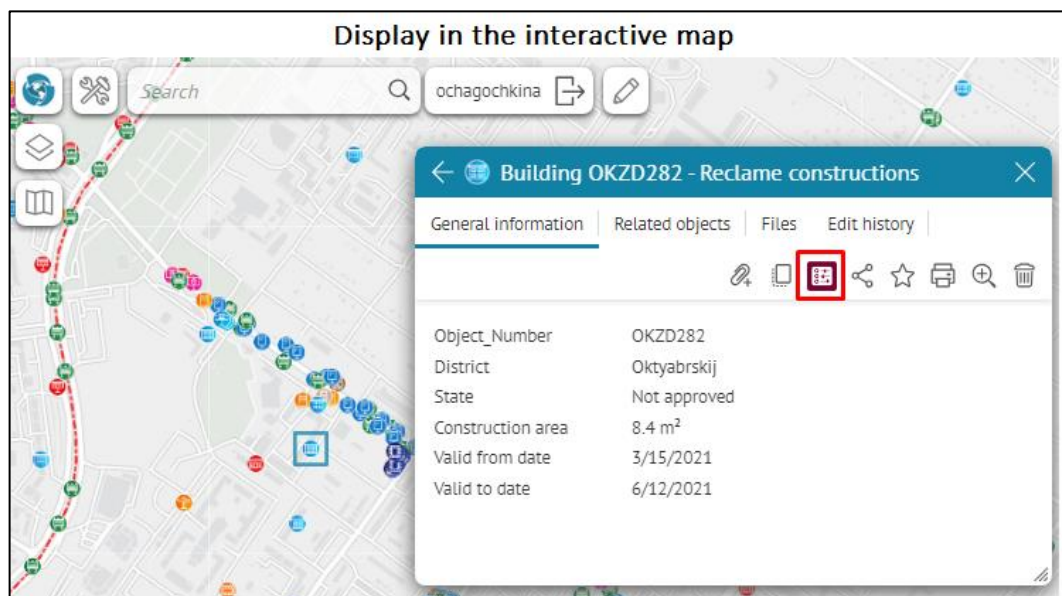 Display in the interactive map
Search
ochagochkina
Building OKZD282 - Reclame constructions
General information
Related objects
Files
Edit history
Object_Number OKZD282
District Oktyabrskij
State Not approved
Construction area 8.4 m²
Valid from date 3/15/2021
Valid to date 6/12/2021